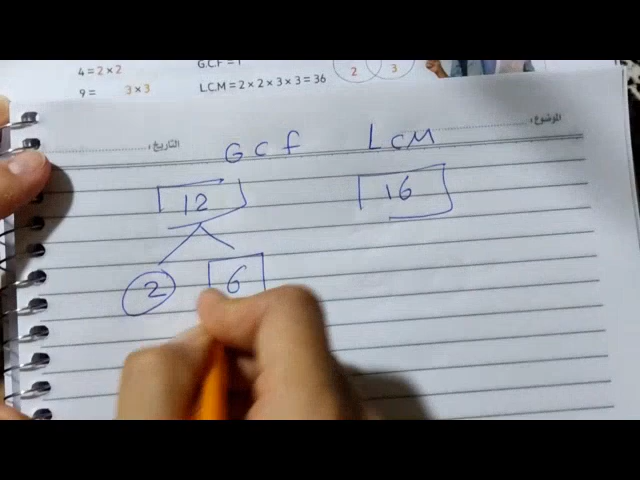 4 = 2 × 2
G.C.F = 1
9 = 3 × 3
L.C.M = 2 × 2 × 3 × 3 = 36
2 3
الموضوع:
التاريخ:
GCF LCM
12 16
2 6